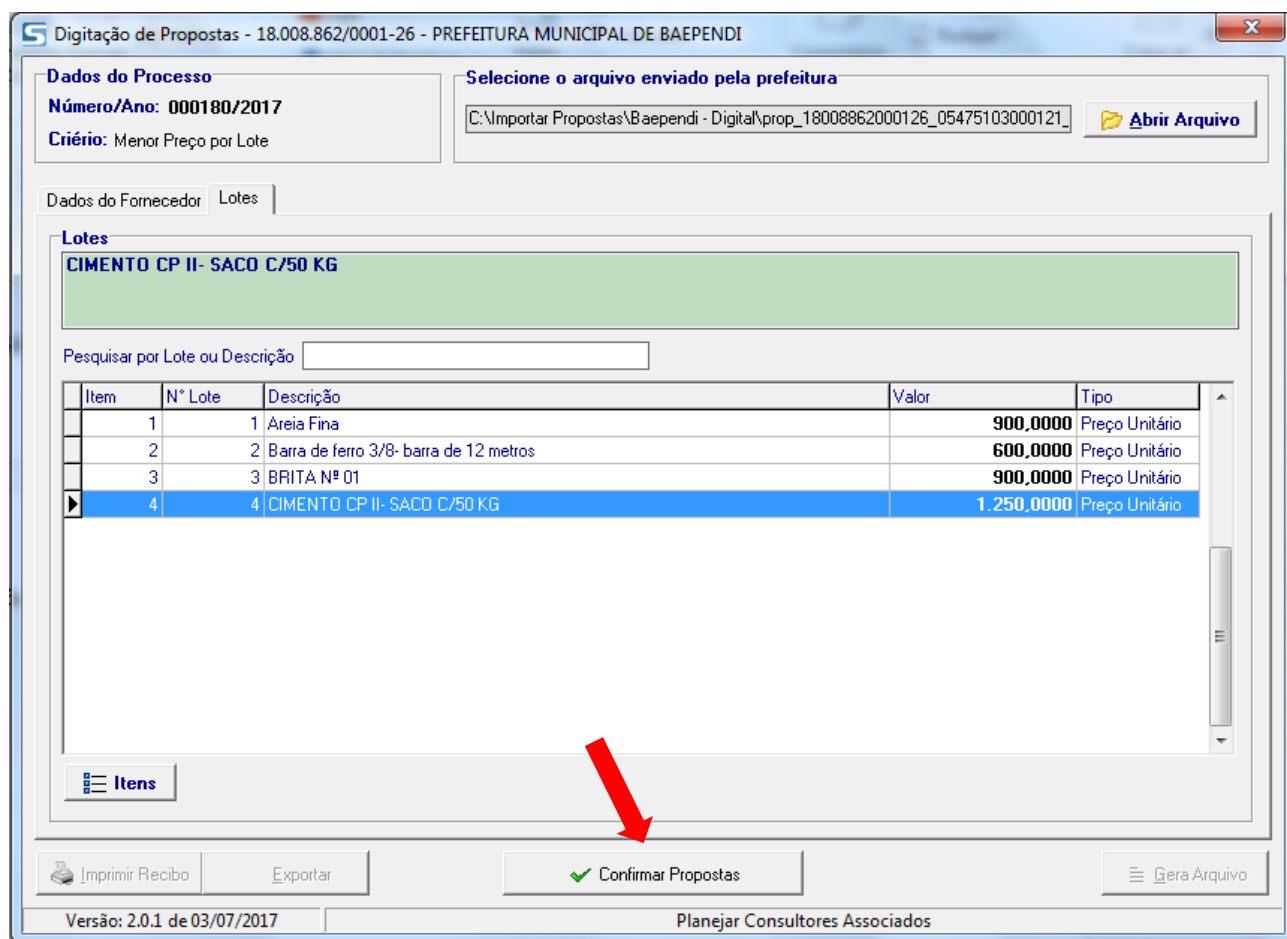 Digitação de Propostas - 18.008.862/0001-26 - PREFEITURA MUNICIPAL DE BAEPENDI
Dados do Processo
Número/Ano: 000180/2017
Criério: Menor Preço por Lote
Selecione o arquivo enviado pela prefeitura
C:\Importar Propostas\Baependi - Digital\prop_18008862000126_05475103000121_
Abrir Arquivo
Dados do Fornecedor Lotes
Lotes
CIMENTO CP II- SACO C/50 KG
Pesquisar por Lote ou Descrição
Item N° Lote Descrição Valor Tipo
1 1 Areia Fina 900,0000 Preço Unitário
2 2 Barra de ferro 3/8- barra de 12 metros 600,0000 Preço Unitário
3 3 BRITA Nº 01 900,0000 Preço Unitário
4 4 CIMENTO CP II- SACO C/50 KG 1.250,0000 Preço Unitário
Itens
Imprimir Recibo Exportar Confirmar Propostas Gera Arquivo
Versão: 2.0.1 de 03/07/2017 Planejar Consultores Associados